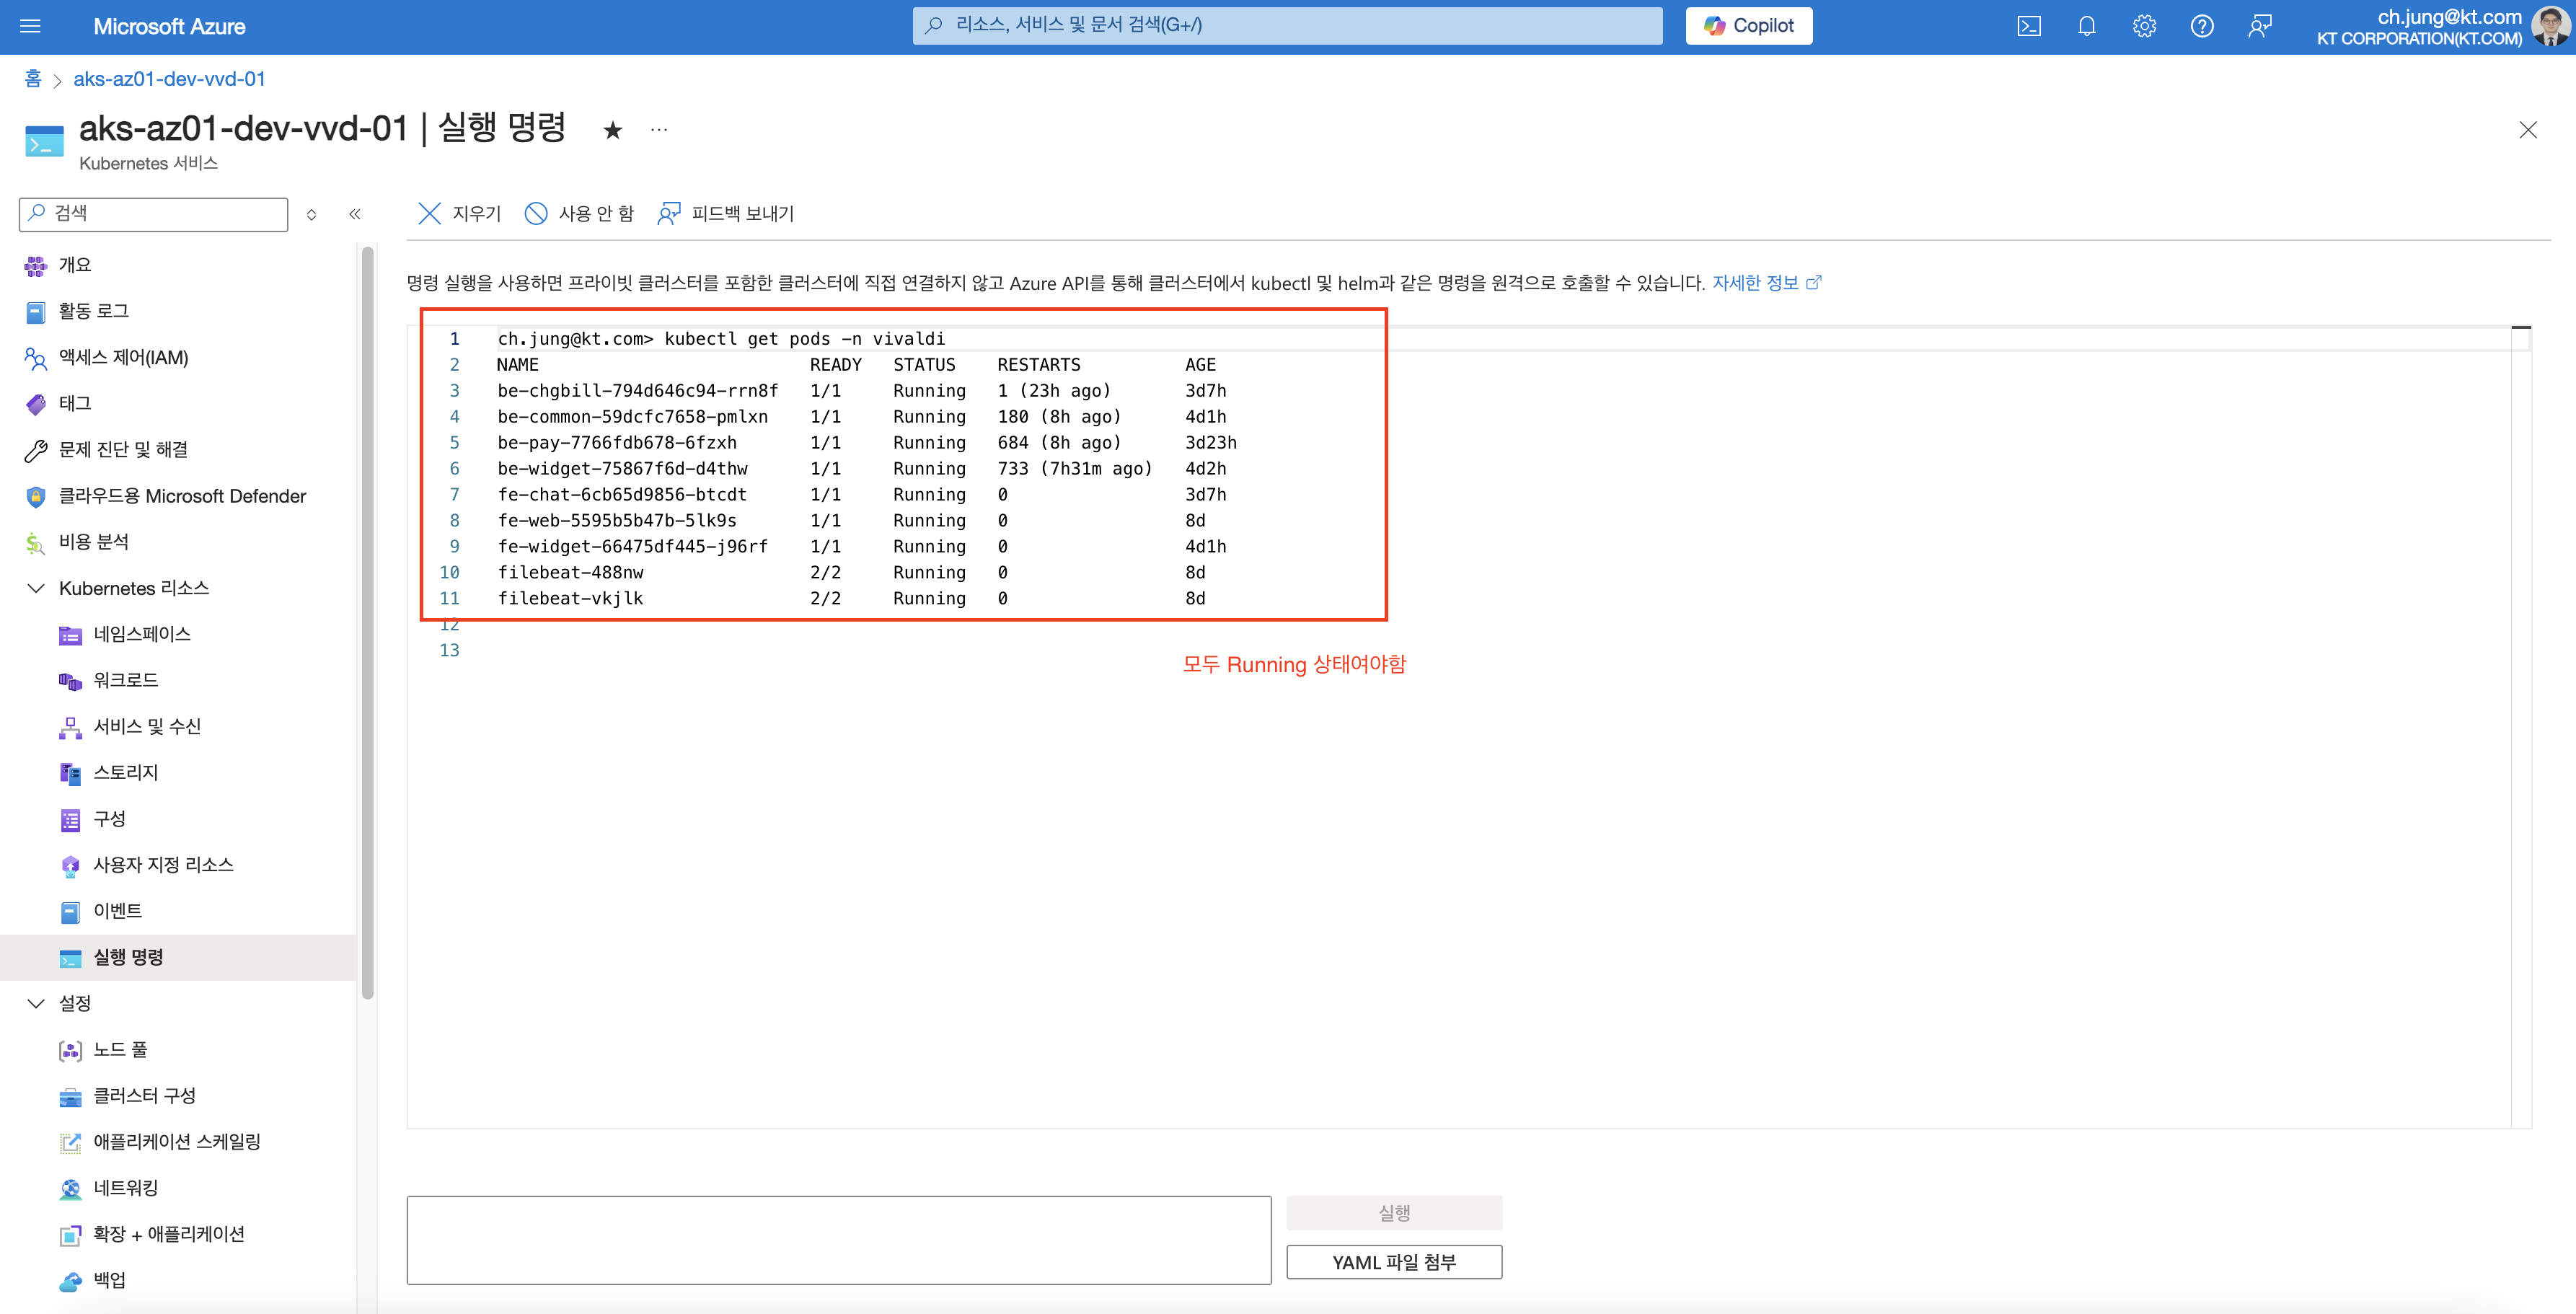 Microsoft Azure
리소스, 서비스 및 문서 검색(G+/)
Copilot
ch.jung@kt.com
KT CORPORATION(KT.COM)
홈 > aks-az01-dev-vvd-01
aks-az01-dev-vvd-01 | 실행 명령
Kubernetes 서비스
검색
지우기
사용 안 함
피드백 보내기
개요
활동 로그
액세스 제어(IAM)
태그
문제 진단 및 해결
클라우드용 Microsoft Defender
비용 분석
Kubernetes 리소스
네임스페이스
워크로드
서비스 및 수신
스토리지
구성
사용자 지정 리소스
이벤트
실행 명령
설정
노드 풀
클러스터 구성
애플리케이션 스케일링
네트워킹
확장 + 애플리케이션
백업
명령 실행을 사용하면 프라이빗 클러스터를 포함한 클러스터에 직접 연결하지 않고 Azure API를 통해 클러스터에서 kubectl 및 helm과 같은 명령을 원격으로 호출할 수 있습니다. 자세한 정보
1 ch.jung@kt.com> kubectl get pods -n vivaldi
2 NAME READY STATUS RESTARTS AGE
3 be-chgbill-794d646c94-rrn8f 1/1 Running 1 (23h ago) 3d7h
4 be-common-59dcfc7658-pmlxn 1/1 Running 180 (8h ago) 4d1h
5 be-pay-7766fdb678-6fzxh 1/1 Running 684 (8h ago) 3d23h
6 be-widget-75867f6d-d4thw 1/1 Running 733 (7h31m ago) 4d2h
7 fe-chat-6cb65d9856-btcdt 1/1 Running 0 3d7h
8 fe-web-5595b5b47b-5lk9s 1/1 Running 0 8d
9 fe-widget-66475df445-j96rf 1/1 Running 0 4d1h
10 filebeat-488nw 2/2 Running 0 8d
11 filebeat-vkjlk 2/2 Running 0 8d
12
13
모두 Running 상태여야함
실행
YAML 파일 첨부